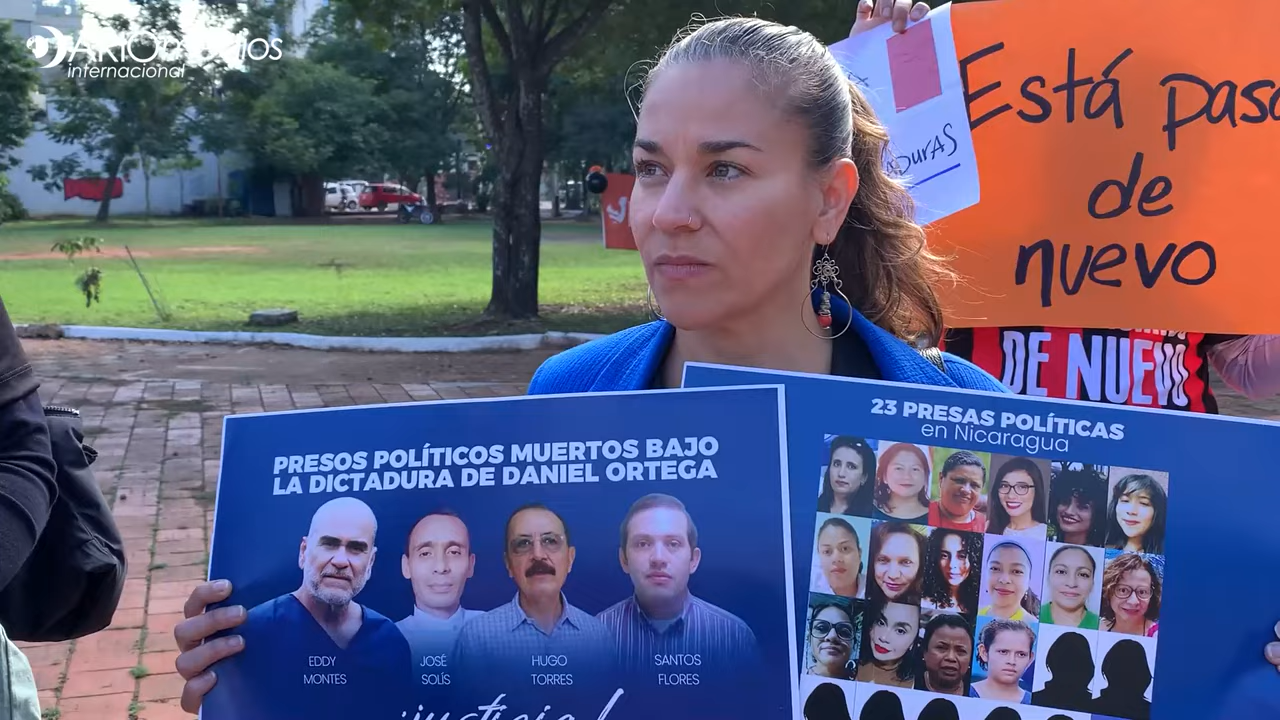 internacional
Está
de
nuevo
DE NUEVO
PRESOS POLÍTICOS MUERTOS BAJO
LA DICTADURA DE DANIEL ORTEGA
EDDY
MONTES
JOSÉ
SOLÍS
HUGO
TORRES
SANTOS
FLORES
¡justicia!
23 PRESAS POLÍTICAS
en Nicaragua